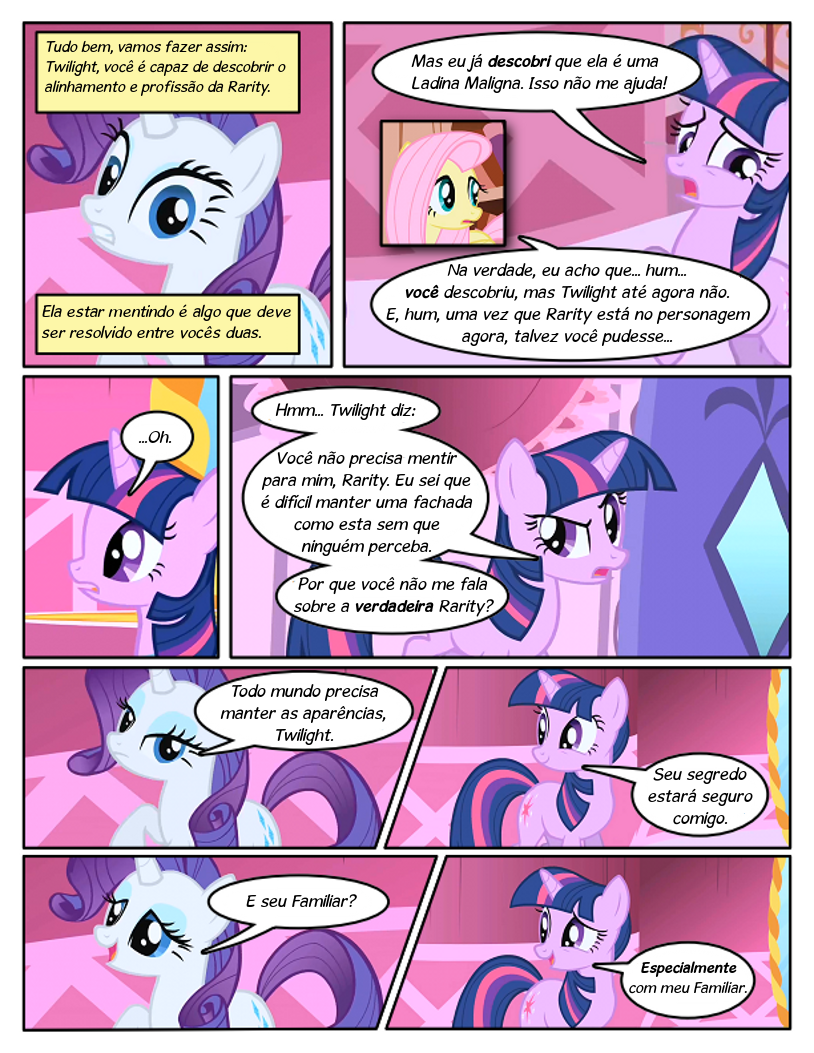 Tudo bem, vamos fazer assim:
Twilight, você é capaz de descobrir o
alinhamento e profissão da Rarity.
Ela estar mentindo é algo que deve
ser resolvido entre vocês duas.
Mas eu já descobri que ela é uma
Ladina Maligna. Isso não me ajuda!
Na verdade, eu acho que... hum...
você descobriu, mas Twilight até agora não.
E, hum, uma vez que Rarity está no personagem
agora, talvez você pudesse...
...Oh.
Hmm... Twilight diz:
Você não precisa mentir
para mim, Rarity. Eu sei que
é difícil manter uma fachada
como esta sem que
ninguém perceba.
Por que você não me fala
sobre a verdadeira Rarity?
Todo mundo precisa
manter as aparências,
Twilight.
Seu segredo
estará seguro
comigo.
E seu Familiar?
Especialmente
com meu Familiar.